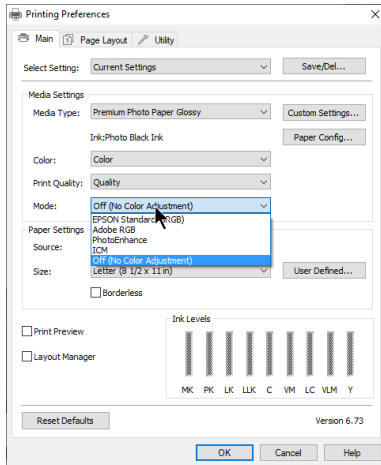 Printing Preferences
Main Page Layout Utility
Select Setting: Current Settings Save/Del...
Media Settings
Media Type: Premium Photo Paper Glossy Custom Settings...
Ink:Photo Black Ink Paper Config...
Color: Color
Print Quality: Quality
Mode: Off (No Color Adjustment)
EPSON Standard RGB)
Adobe RGB
PhotoEnhance
ICM
Off (No Color Adjustment)
Paper Settings
Source:
Size: Letter (8 1/2 x 11 in) User Defined...
Borderless
Print Preview
Layout Manager
Ink Levels
MK PK LK LLK C VM LC VLM Y
Reset Defaults Version 6.73
OK Cancel Help